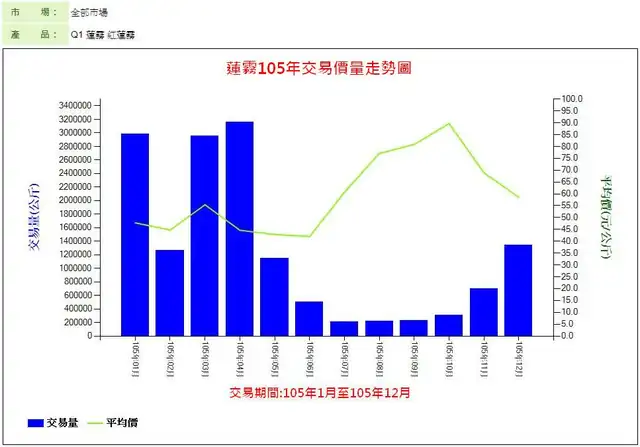 市　　場： 全部市場
產　　品： Q1 蓮霧 紅蓮霧
蓮霧105年交易價量走勢圖
交易量(公斤)
3400000
3200000
3000000
2800000
2600000
2400000
2200000
2000000
1800000
1600000
1400000
1200000
1000000
800000
600000
400000
200000
0
100.0
95.0
90.0
85.0
80.0
75.0
70.0
65.0
60.0
55.0
50.0
45.0
40.0
35.0
30.0
25.0
20.0
15.0
10.0
5.0
0.0
平均價(元/公斤)
105年01月
105年02月
105年03月
105年04月
105年05月
105年06月
105年07月
105年08月
105年09月
105年10月
105年11月
105年12月
交易期間:105年1月至105年12月
交易量 平均價